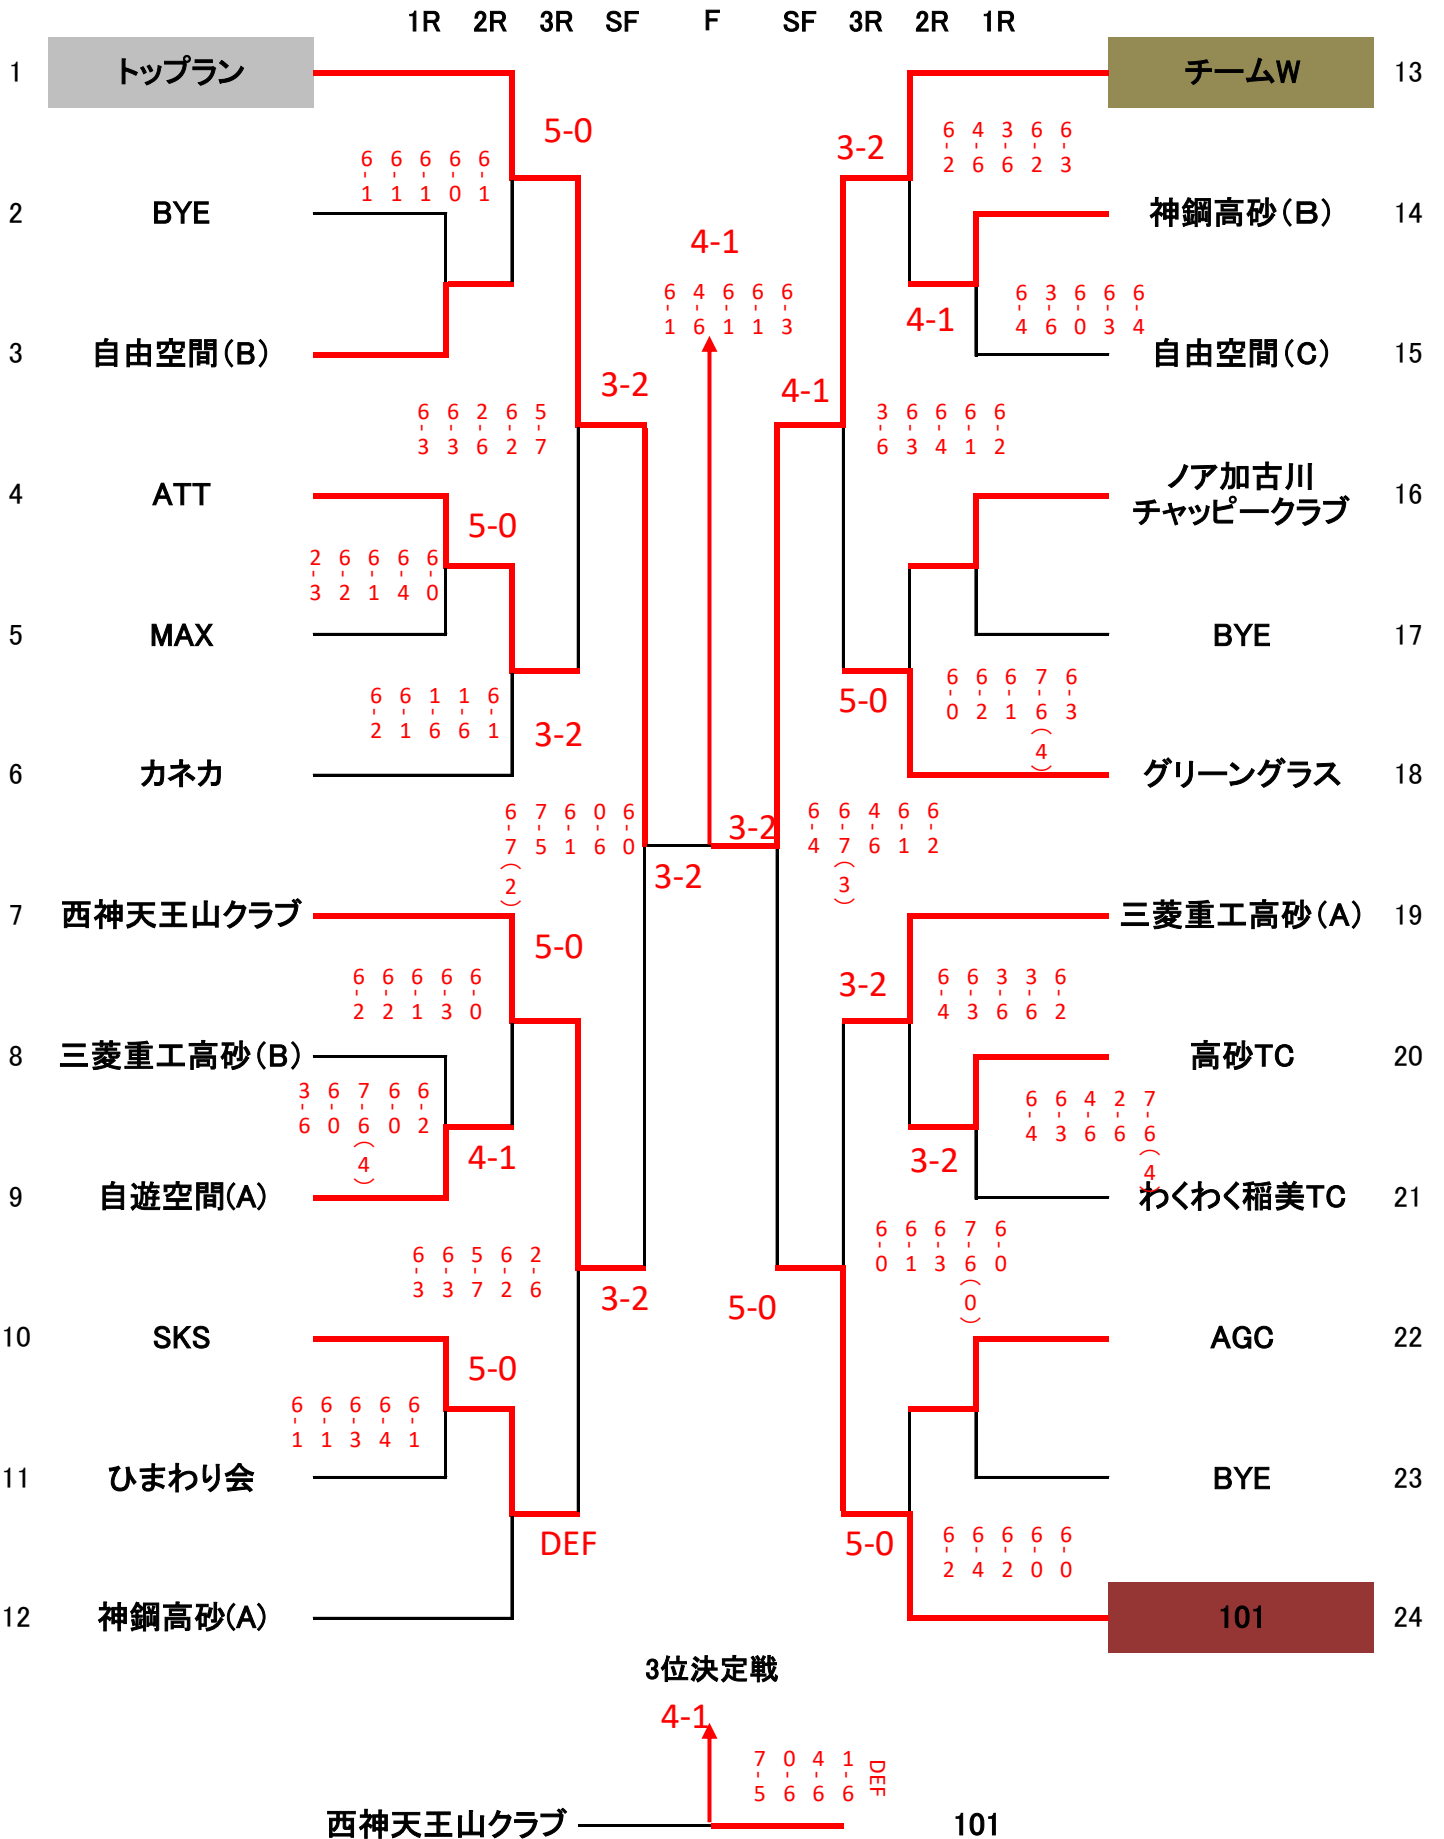 1R 2R 3R SF F SF 3R 2R 1R
1 トップラン チームW 13
5-0 3-2
6-2 4-6 3-6 6-2 6-3
6-1 6-1 6-1 6-0 6-1
2 BYE 神鋼高砂(B) 14
4-1
6-1 4-6 6-1 6-1 6-3
4-1
6-4 3-6 6-0 6-3 6-4
3 自由空間(B) 自由空間(C) 15
3-2 4-1
6-3 6-3 2-6 6-2 5-7
3-6 6-3 6-4 6-1 6-2
4 ATT ノア加古川
チャッピークラブ 16
5-0
2-3 6-2 6-1 6-4 6-0
5 MAX BYE 17
6-2 6-1 1-6 1-6 6-1
5-0
6-0 6-2 6-1 7-6(4) 6-3
3-2
6 カネカ グリーングラス 18
6-7(2) 7-5 6-1 0-6 6-0
3-2
6-4 6-7(3) 4-6 6-1 6-2
3-2
7 西神天王山クラブ 三菱重工高砂(A) 19
5-0 3-2
6-2 6-2 6-1 6-3 6-0
6-4 6-3 3-6 3-6 6-2
8 三菱重工高砂(B) 高砂TC 20
3-6 6-0 7-6(4) 6-0 6-2
6-4 6-3 4-6 2-6 7-6(4)
4-1 3-2
9 自遊空間(A) わくわく稲美TC 21
6-3 6-3 5-7 6-2 2-6
6-0 6-1 6-3 7-6(0) 6-0
3-2 5-0
10 SKS AGC 22
5-0
6-1 6-1 6-3 6-4 6-1
11 ひまわり会 BYE 23
DEF 5-0
6-2 6-4 6-2 6-0 6-0
12 神鋼高砂(A) 101 24
3位決定戦
4-1
7-5 0-6 4-6 1-6 DEF
西神天王山クラブ 101